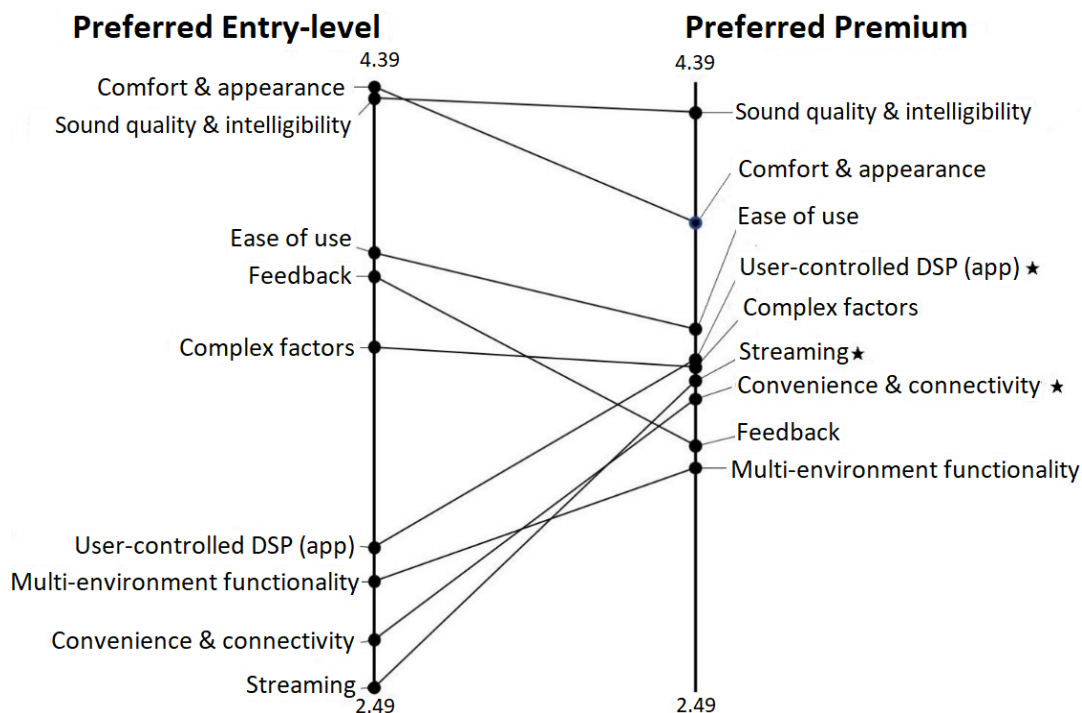 Preferred Entry-level
Preferred Premium
4.39
4.39
Comfort & appearance
Sound quality & intelligibility
Ease of use
Feedback
Complex factors
User-controlled DSP (app)
Multi-environment functionality
Convenience & connectivity
Streaming
2.49
Sound quality & intelligibility
Comfort & appearance
Ease of use
User-controlled DSP (app) ★
Complex factors
Streaming★
Convenience & connectivity ★
Feedback
Multi-environment functionality
2.49